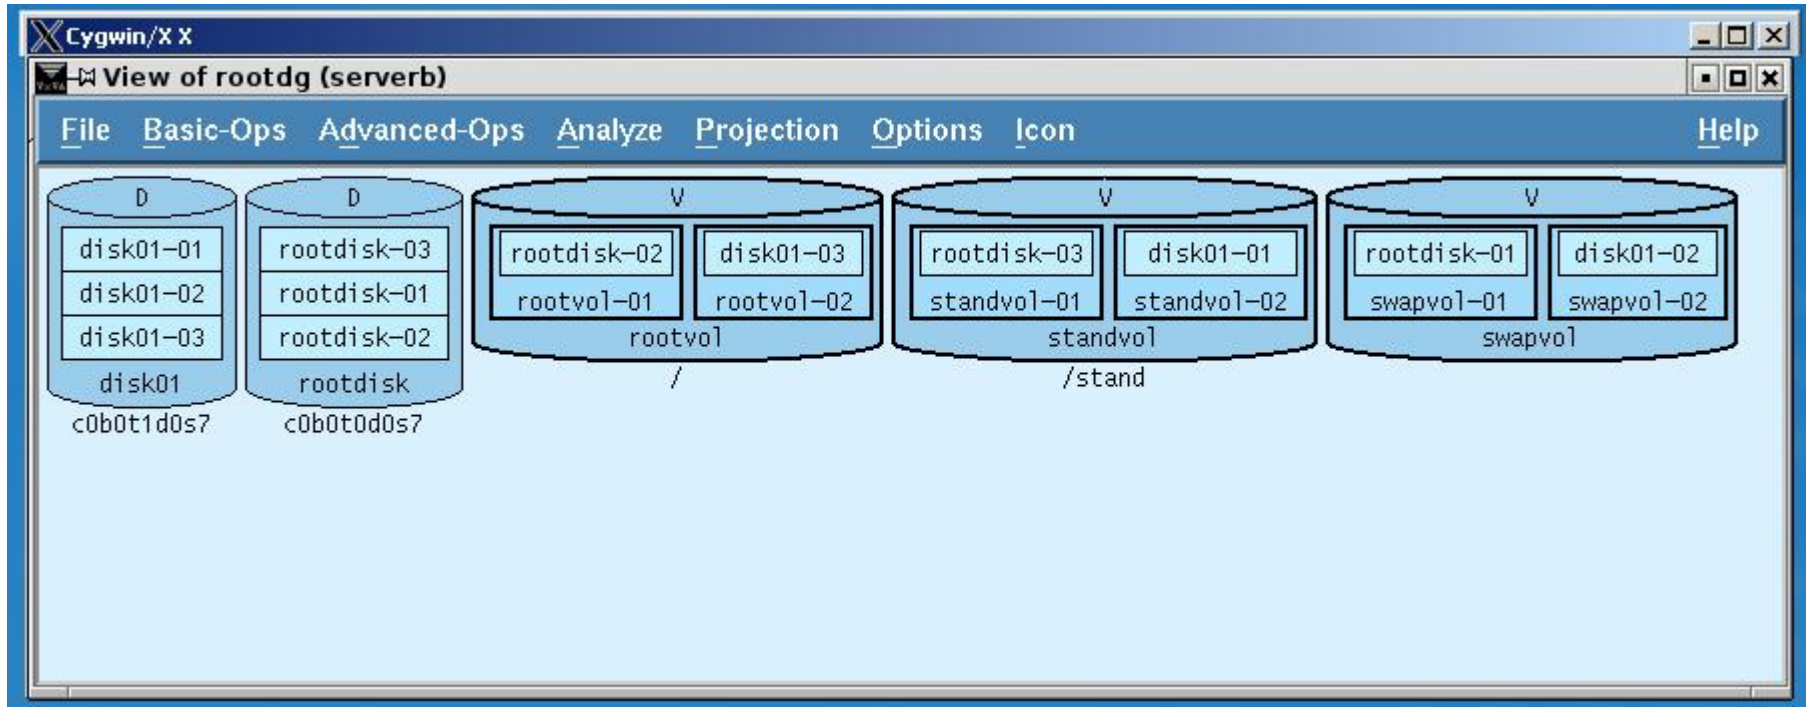 Cygwin/X X
View of rootdg (serverb)
File Basic-Ops Advanced-Ops Analyze Projection Options Icon Help
D
disk01-01
disk01-02
disk01-03
disk01
c0b0t1d0s7
D
rootdisk-03
rootdisk-01
rootdisk-02
rootdisk
c0b0t0d0s7
V
rootdisk-02 disk01-03
rootvol-01 rootvol-02
rootvol
/
V
rootdisk-03 disk01-01
standvol-01 standvol-02
standvol
/stand
V
rootdisk-01 disk01-02
swapvol-01 swapvol-02
swapvol